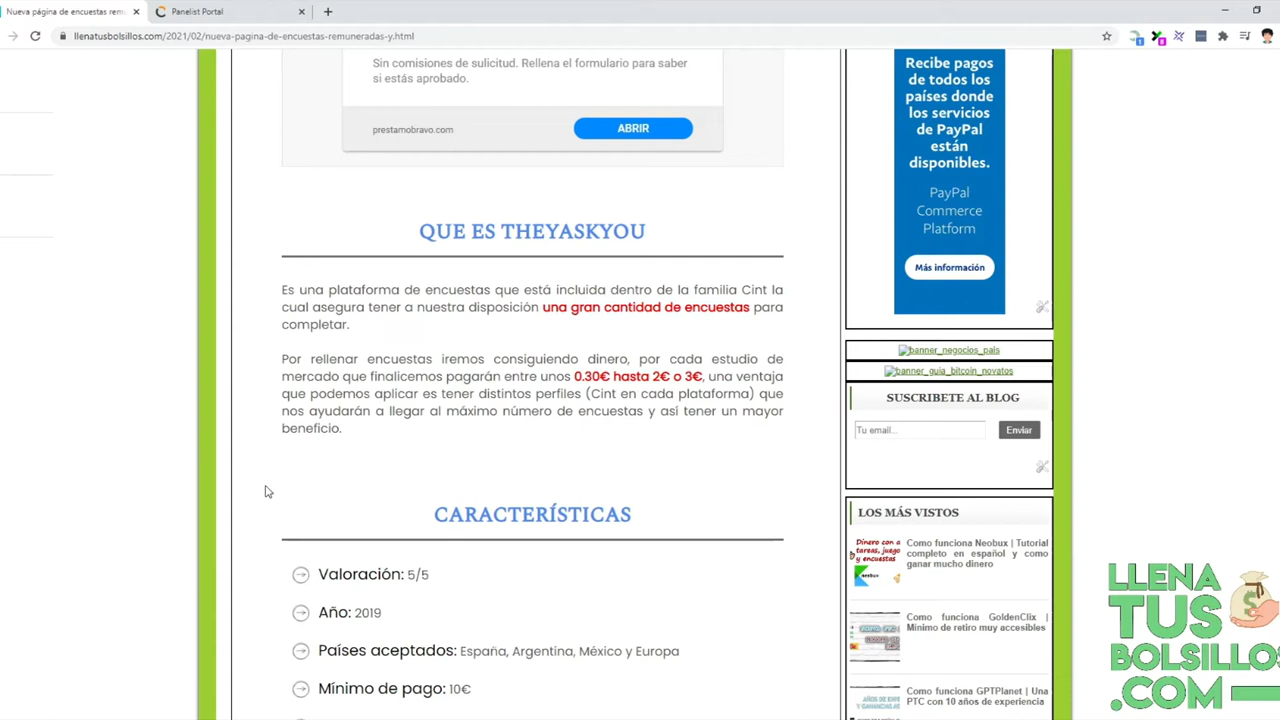 Nueva página de encuestas remu
Panelist Portal
llenatusbolsillos.com/2021/02/nueva-pagina-de-encuestas-remuneradas-y.html
Sin comisiones de sulicitud. Rellena el formulario para saber
si estás aprobado.
prestamobravo.com
ABRIR
QUE ES THEYASKYOU
Es una plataforma de encuestas que está incluida dentro de la familia Cint la
cual asegura tener a nuestra disposición una gran cantidad de encuestas para
completar.
Por rellenar encuestas iremos consiguiendo dinero, por cada estudio de
mercado que finalicemos pagarán entre unos 0.30€ hasta 2€ o 3€, una ventaja
que podemos aplicar es tener distintos perfiles (Cint en cada plataforma) que
nos ayudarán a llegar al máximo número de encuestas y así tener un mayor
beneficio.
CARACTERÍSTICAS
Valoración: 5/5
Año: 2019
Países aceptados: España, Argentina, México y Europa
Mínimo de pago: 10€
Recibe pagos
de todos los
países donde
los servicios
de PayPal
están
disponibles.
PayPal
Commerce
Platform
Más información
banner_negocios_pais
banner_guia_bitcoin_novatos
SUSCRIBETE AL BLOG
Tu email...
Enviar
LOS MÁS VISTOS
Dinero con
tareas, jueg
y encuestas
Como funciona Neobux | Tutorial
completo en español y como
ganar mucho dinero
Como funciona GoldenClix |
Minimo de retiro muy accesibles
Como funciona GPTPlanet | Una
PTC con 10 años de experiencia
LLENA
TUS
BOLSILLOS
.COM